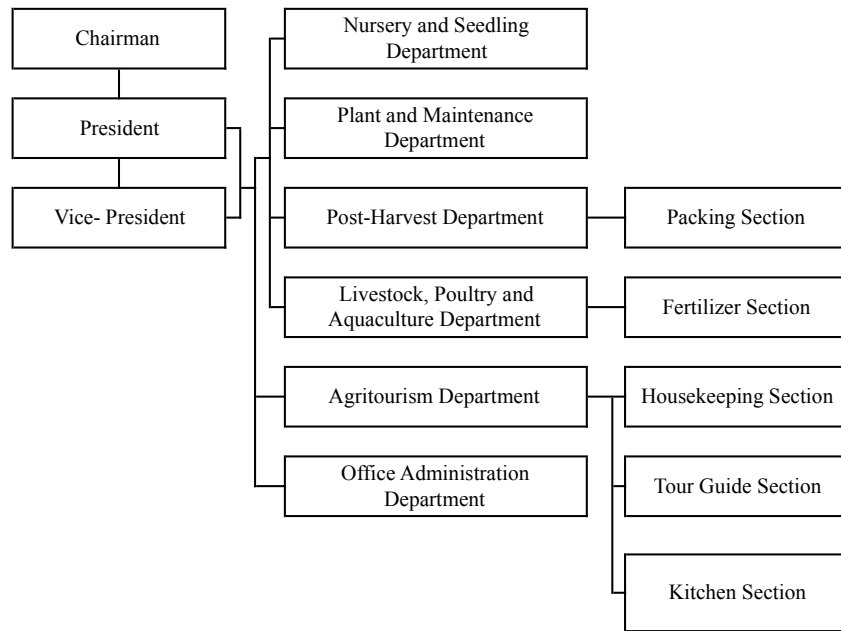 Chairman
President
Vice- President
Nursery and Seedling
Department
Plant and Maintenance
Department
Post-Harvest Department
Livestock, Poultry and
Aquaculture Department
Agritourism Department
Office Administration
Department
Packing Section
Fertilizer Section
Housekeeping Section
Tour Guide Section
Kitchen Section